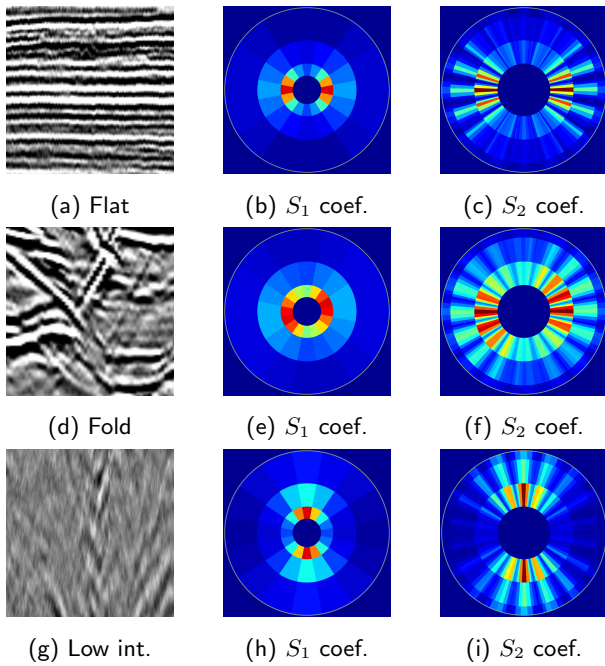 (a) Flat
(b) S₁ coef.
(c) S₂ coef.
(d) Fold
(e) S₁ coef.
(f) S₂ coef.
(g) Low int.
(h) S₁ coef.
(i) S₂ coef.